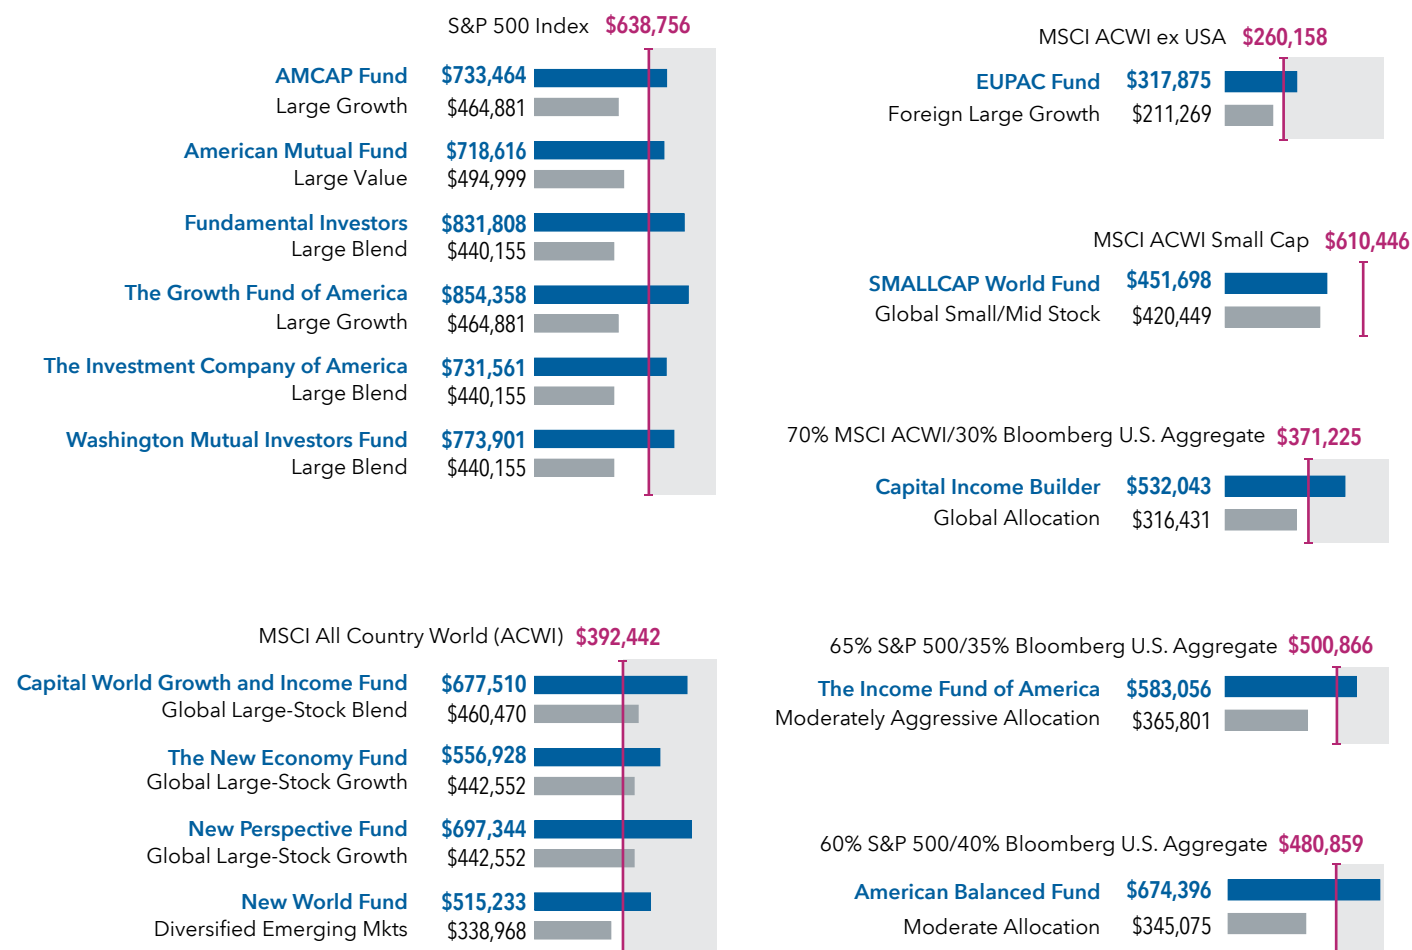 S&P 500 Index $638,756
AMCAP Fund $733,464
Large Growth $464,881
American Mutual Fund $718,616
Large Value $494,999
Fundamental Investors $831,808
Large Blend $440,155
The Growth Fund of America $854,358
Large Growth $464,881
The Investment Company of America $731,561
Large Blend $440,155
Washington Mutual Investors Fund $773,901
Large Blend $440,155
MSCI All Country World (ACWI) $392,442
Capital World Growth and Income Fund $677,510
Global Large-Stock Blend $460,470
The New Economy Fund $556,928
Global Large-Stock Growth $442,552
New Perspective Fund $697,344
Global Large-Stock Growth $442,552
New World Fund $515,233
Diversified Emerging Mkts $338,968
MSCI ACWI ex USA $260,158
EUPAC Fund $317,875
Foreign Large Growth $211,269
MSCI ACWI Small Cap $610,446
SMALLCAP World Fund $451,698
Global Small/Mid Stock $420,449
70% MSCI ACWI/30% Bloomberg U.S. Aggregate $371,225
Capital Income Builder $532,043
Global Allocation $316,431
65% S&P 500/35% Bloomberg U.S. Aggregate $500,866
The Income Fund of America $583,056
Moderately Aggressive Allocation $365,801
60% S&P 500/40% Bloomberg U.S. Aggregate $480,859
American Balanced Fund $674,396
Moderate Allocation $345,075